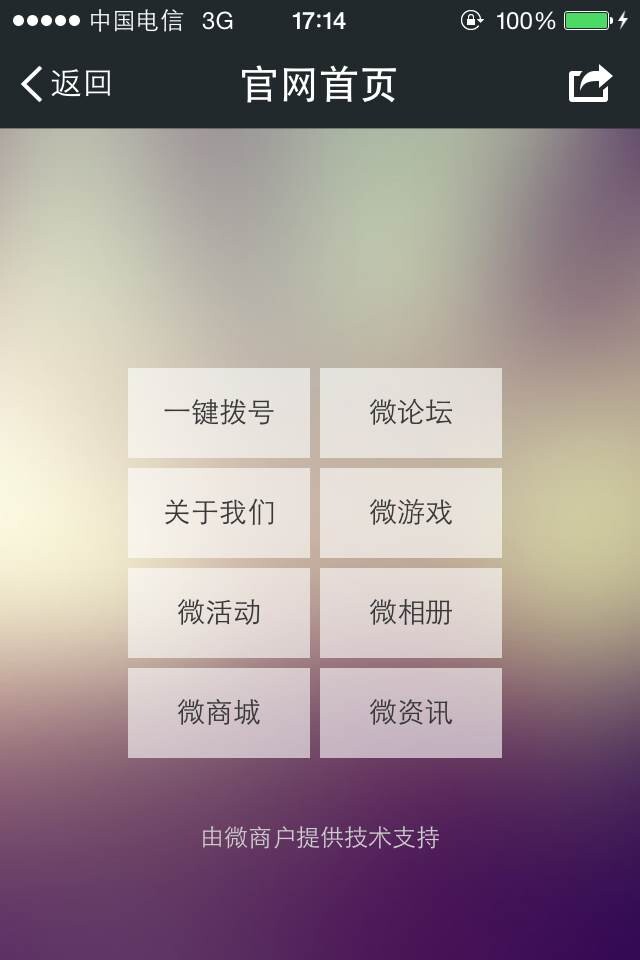 中国电信 3G 17:14 100%
返回 官网首页
一键拨号 微论坛
关于我们 微游戏
微活动 微相册
微商城 微资讯
由微商户提供技术支持